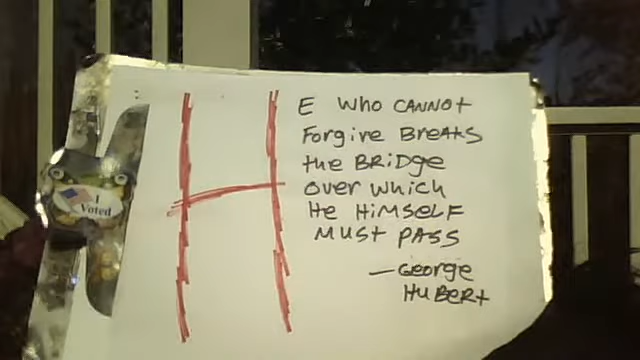 I
Voted
HE WHO CANNOT
FORGIVE BREAKS
the BRIDGE
OVER WHICH
HE HIMSELF
MUST PASS
—GEORGE
HUBERT